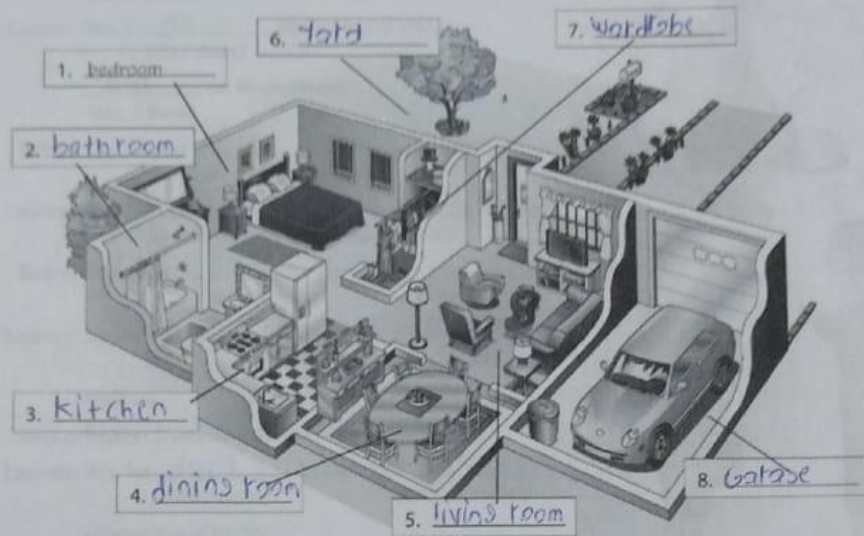 6. Yard
7. wardrobe
1. bedroom
2. bathroom
3. kitchen
4. dining room
5. living room
8. Garage